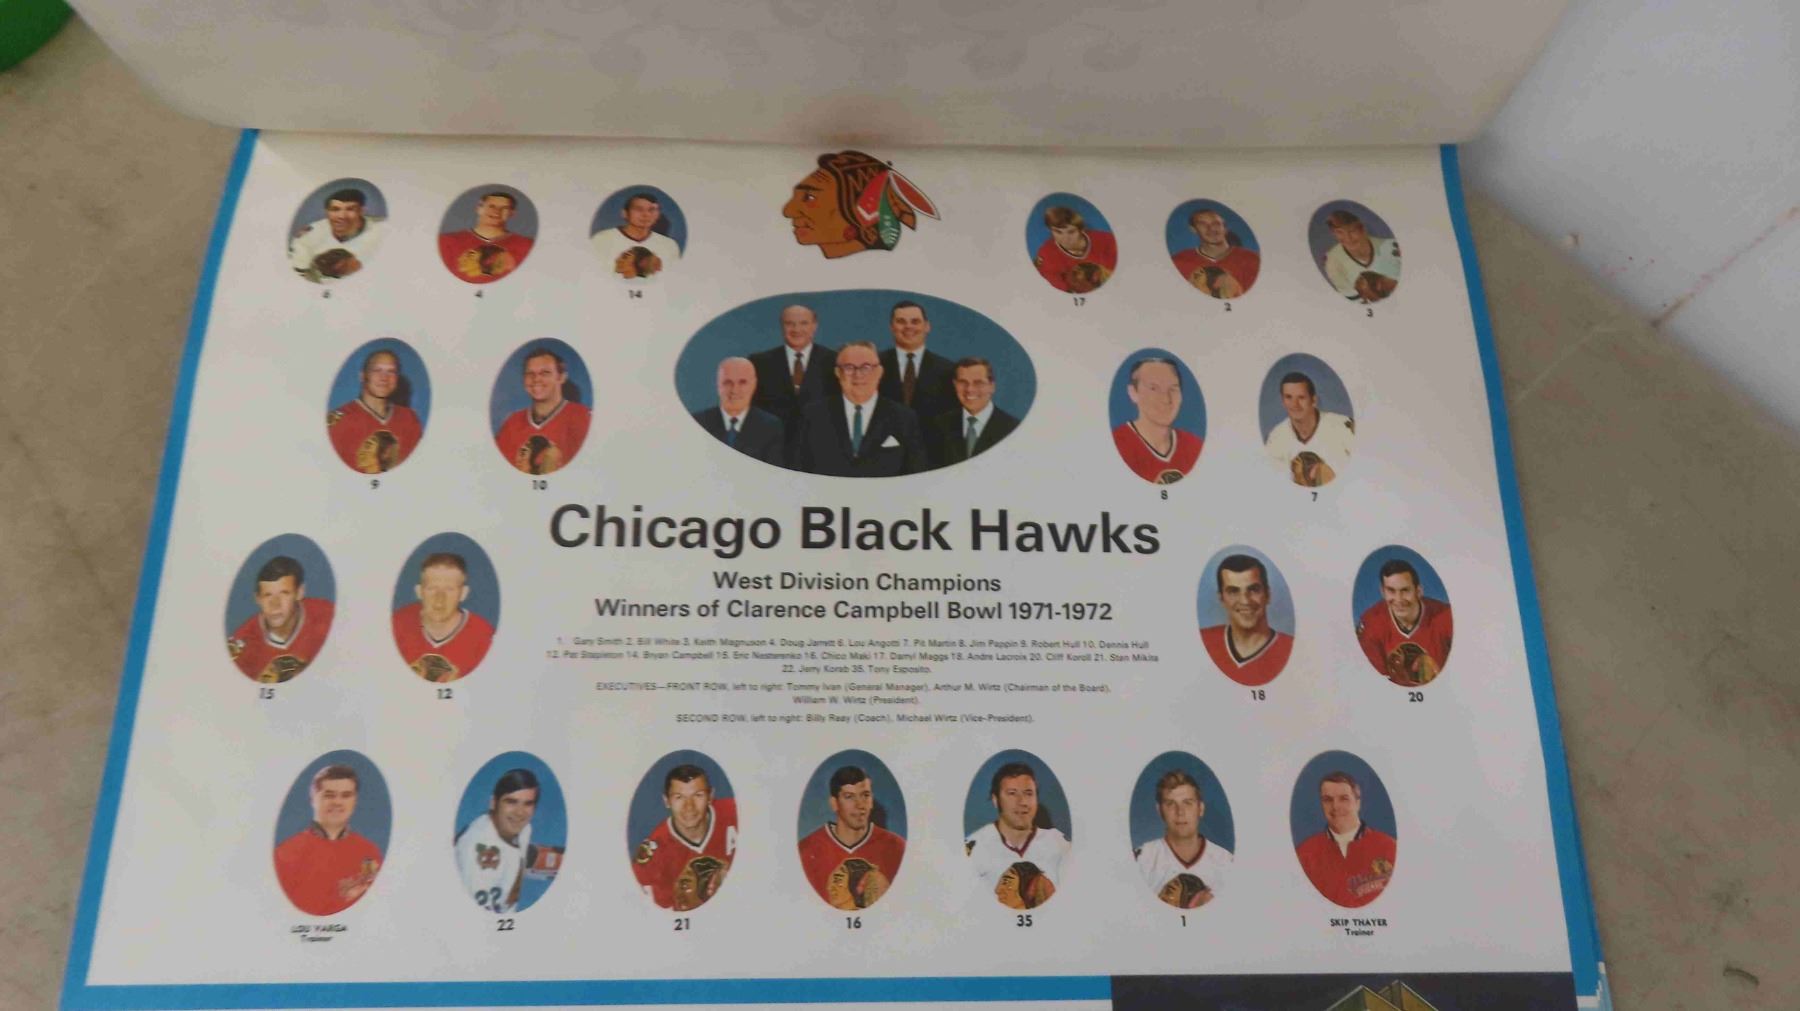 6 4 14 17 2 3
9 10 8 7
Chicago Black Hawks
West Division Champions
Winners of Clarence Campbell Bowl 1971-1972
1. Gary Smith 2. Bill White 3. Keith Magnuson 4. Doug Jarrett 6. Lou Angotti 7. Pit Martin 8. Jim Pappin 9. Robert Hull 10. Dennis Hull
12. Pat Stapleton 14. Bryan Campbell 15. Eric Nesterenko 16. Chico Maki 17. Darryl Maggs 18. Andre Lacroix 20. Cliff Koroll 21. Stan Mikita
22. Jerry Korab 35. Tony Esposito.
EXECUTIVES—FRONT ROW, left to right: Tommy Ivan (General Manager), Arthur M. Wirtz (Chairman of the Board),
William W. Wirtz (President).
SECOND ROW, left to right: Billy Reay (Coach), Michael Wirtz (Vice-President).
15 12 18 20
LOU VARGA
Trainer
22 21 16 35 1
SKIP THAYER
Trainer